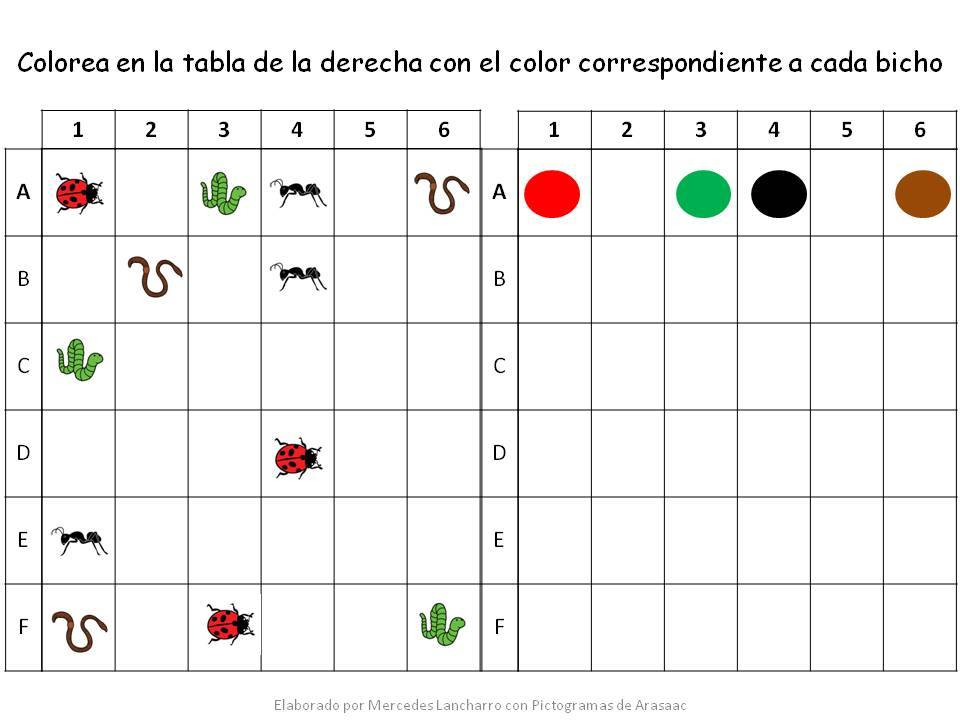 Colorea en la tabla de la derecha con el color correspondiente a cada bicho
1 2 3 4 5 6 1 2 3 4 5 6
A A
B B
C C
D D
E E
F F
Elaborado por Mercedes Lancharro con Pictogramas de Arasaac